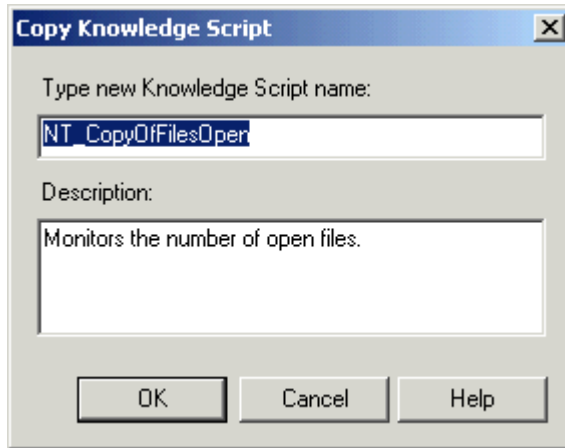 Copy Knowledge Script
Type new Knowledge Script name:
NT_CopyOfFilesOpen
Description:
Monitors the number of open files.
OK Cancel Help